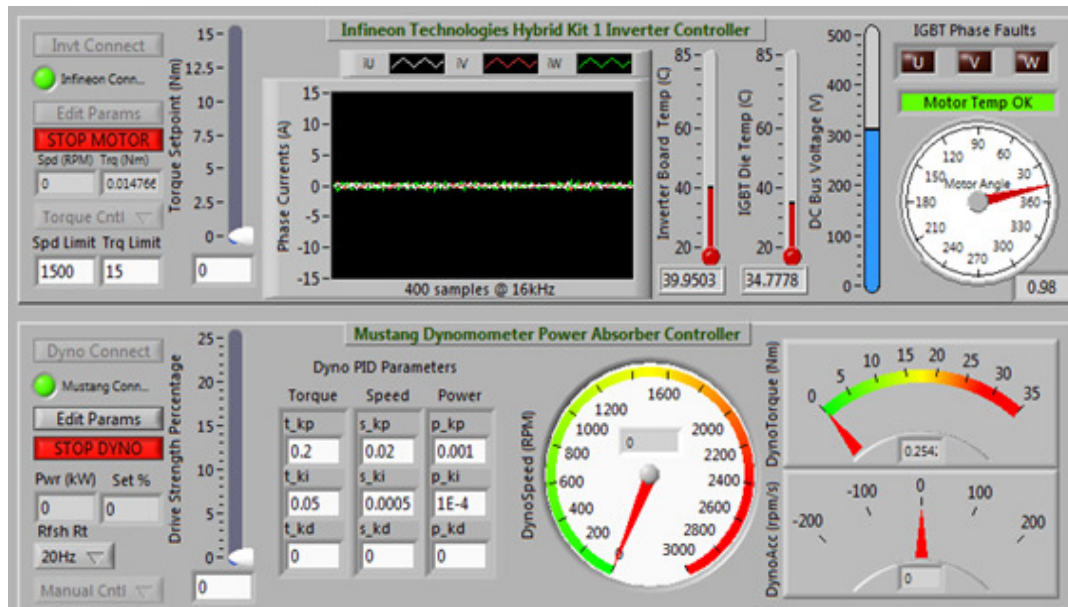 Infineon Technologies Hybrid Kit 1 Inverter Controller
Invt Connect
Infineon Conn...
Edit Params
STOP MOTOR
Spd (RPM) Trq (Nm)
0 0.014766
Torque Cntl
Spd Limit Trq Limit
1500 15
Torque Setpoint (Nm)
15
12.5
10
7.5
5
2.5
0
0
iU iV iW
Phase Currents (A)
15
10
5
0
-5
-10
-15
400 samples @ 16kHz
Inverter Board Temp (C)
85
60
40
20
39.9503
IGBT Die Temp (C)
85
60
40
20
34.7778
DC Bus Voltage (V)
500
400
300
200
100
0
IGBT Phase Faults
U V W
Motor Temp OK
Motor Angle
30
60
90
120
150
180
210
240
270
300
330
360
0.98
Mustang Dynomometer Power Absorber Controller
Dyno Connect
Mustang Conn...
Edit Params
STOP DYNO
Pwr (kW) Set %
0 0
Rfsh Rt
20Hz
Manual Cntl
Drive Strength Percentage
25
20
15
10
5
0
0
Dyno PID Parameters
Torque Speed Power
t_kp s_kp p_kp
0.2 0.02 0.001
t_ki s_ki p_ki
0.05 0.0005 1E-4
t_kd s_kd p_kd
0 0 0
DynoSpeed (RPM)
0
200
400
600
800
1000
1200
1600
2000
2200
2400
2600
2800
3000
0
DynoTorque (Nm)
0
5
10
15
20
25
30
35
0.254
DynoAcc (rpm/s)
-200
-100
0
100
200
0